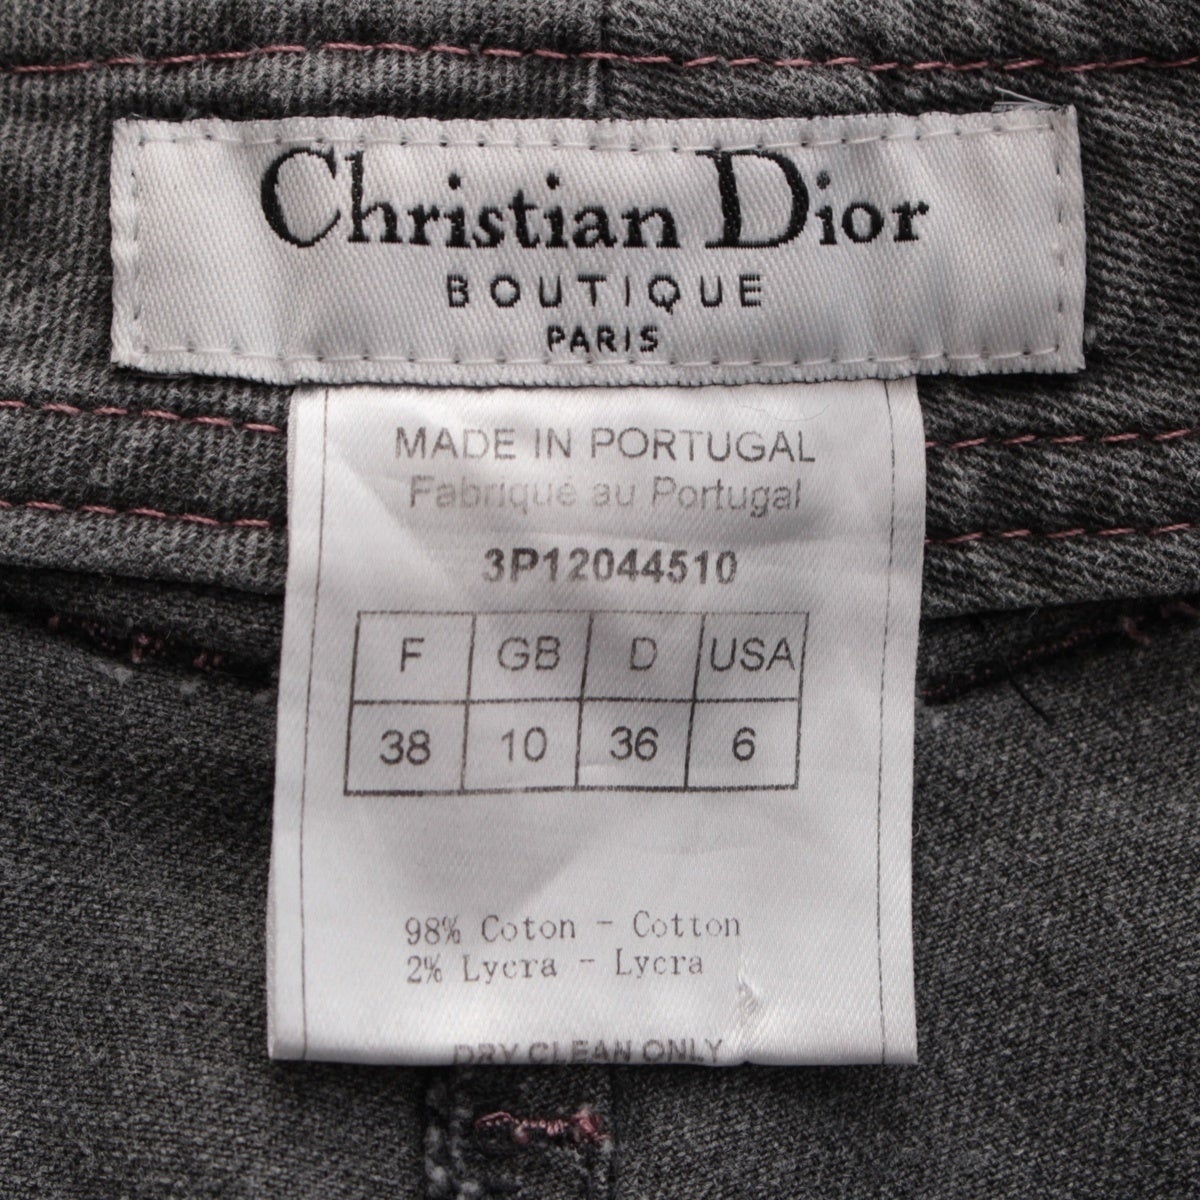 Christian Dior
BOUTIQUE
PARIS
MADE IN PORTUGAL
Fabriqué au Portugal
3P12044510
F GB D USA
38 10 36 6
98% Coton - Cotton
2% Lycra - Lycra
DRY CLEAN ONLY